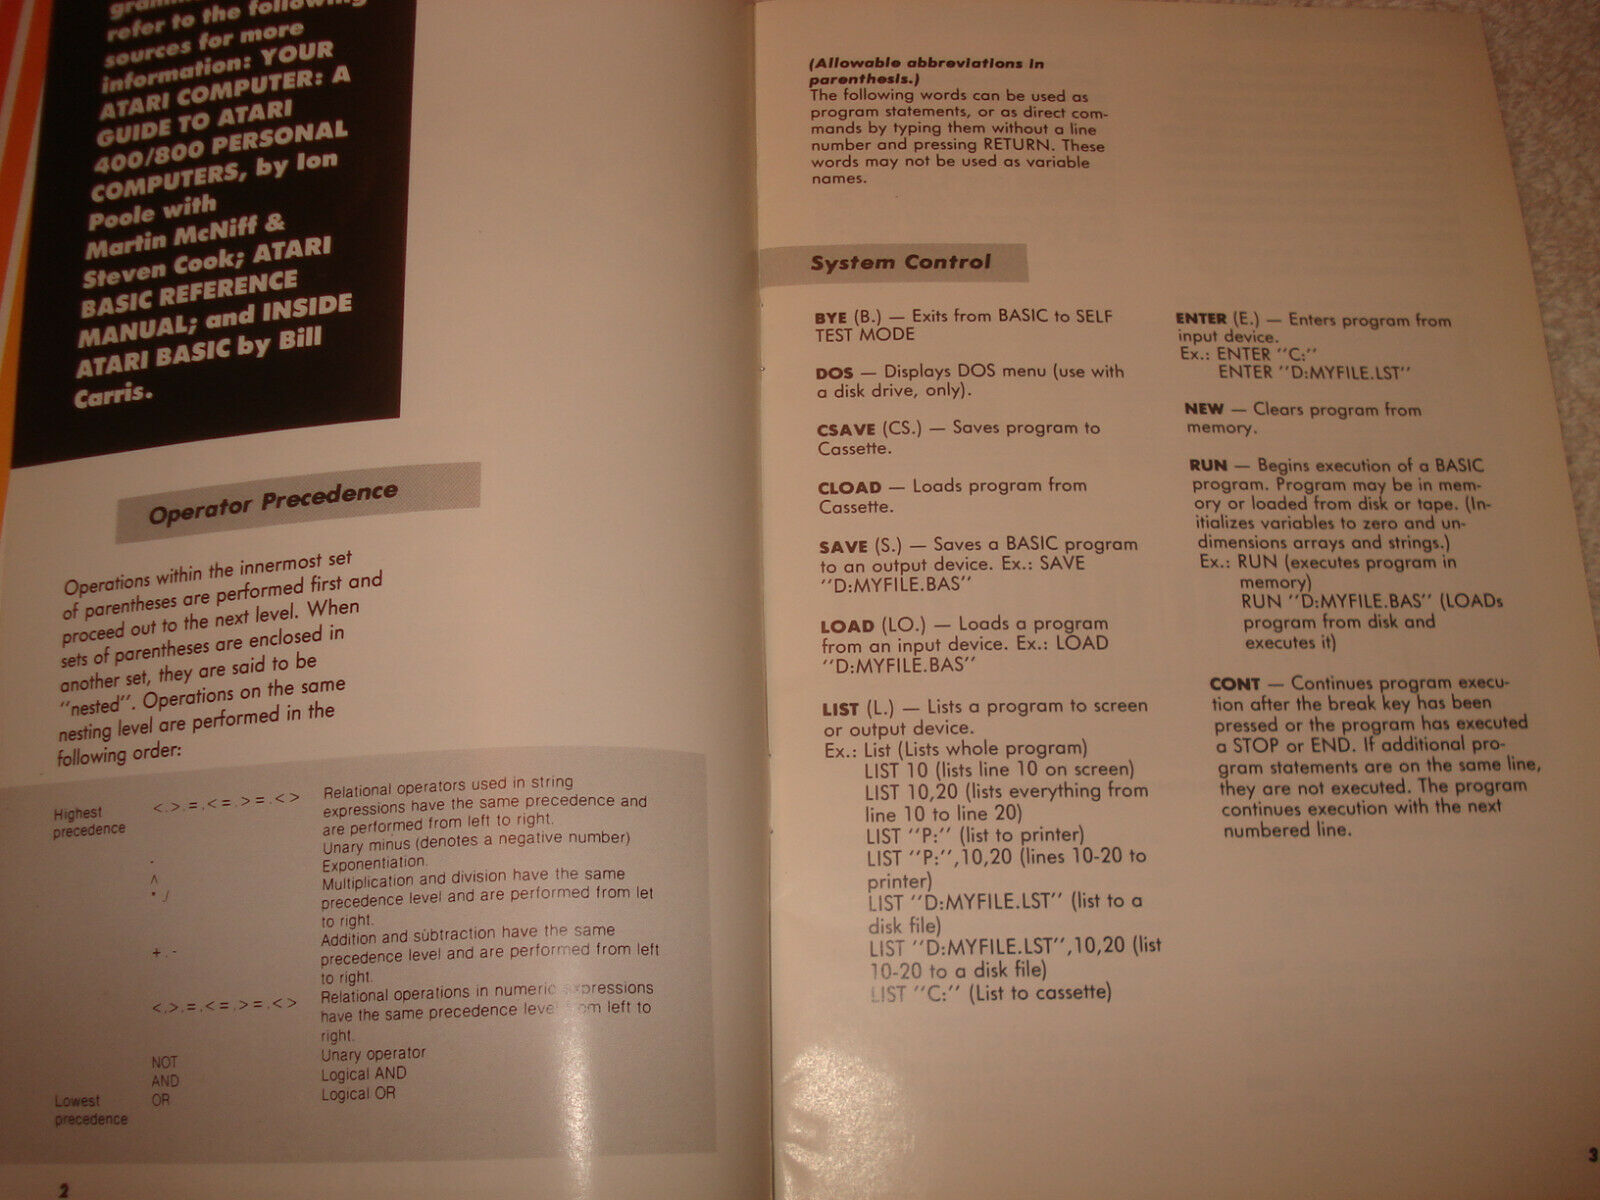 refer to the following
sources for more
information: YOUR
ATARI COMPUTER: A
GUIDE TO ATARI
400/800 PERSONAL
COMPUTERS, by Ion
Poole with
Martin McNiff &
Steven Cook; ATARI
BASIC REFERENCE
MANUAL; and INSIDE
ATARI BASIC by Bill
Carris.
Operator Precedence
Operations within the innermost set
of parentheses are performed first and
proceed out to the next level. When
sets of parentheses are enclosed in
another set, they are said to be
"nested". Operations on the same
nesting level are performed in the
following order:
Highest
precedence
<,>,=,<=,>=,<> Relational operators used in string
expressions have the same precedence and
are performed from left to right.
- Unary minus (denotes a negative number)
^ Exponentiation.
* ,/ Multiplication and division have the same
precedence level and are performed from let
to right.
+,- Addition and subtraction have the same
precedence level and are performed from left
to right.
<,>,=,<=,>=,<> Relational operations in numeric expressions
have the same precedence level from left to
right.
NOT Unary operator
AND Logical AND
OR Logical OR
Lowest
precedence
2
(Allowable abbreviations in
parenthesis.)
The following words can be used as
program statements, or as direct com-
mands by typing them without a line
number and pressing RETURN. These
words may not be used as variable
names.
System Control
BYE (B.) — Exits from BASIC to SELF
TEST MODE
DOS — Displays DOS menu (use with
a disk drive, only).
CSAVE (CS.) — Saves program to
Cassette.
CLOAD — Loads program from
Cassette.
SAVE (S.) — Saves a BASIC program
to an output device. Ex.: SAVE
"D:MYFILE.BAS"
LOAD (LO.) — Loads a program
from an input device. Ex.: LOAD
"D:MYFILE.BAS"
LIST (L.) — Lists a program to screen
or output device.
Ex.: List (Lists whole program)
LIST 10 (lists line 10 on screen)
LIST 10,20 (lists everything from
line 10 to line 20)
LIST "P:" (list to printer)
LIST "P:",10,20 (lines 10-20 to
printer)
LIST "D:MYFILE.LST" (list to a
disk file)
LIST "D:MYFILE.LST",10,20 (list
10-20 to a disk file)
LIST "C:" (List to cassette)
ENTER (E.) — Enters program from
input device.
Ex.: ENTER "C:"
ENTER "D:MYFILE.LST"
NEW — Clears program from
memory.
RUN — Begins execution of a BASIC
program. Program may be in mem-
ory or loaded from disk or tape. (In-
itializes variables to zero and un-
dimensions arrays and strings.)
Ex.: RUN (executes program in
memory)
RUN "D:MYFILE.BAS" (LOADs
program from disk and
executes it)
CONT — Continues program execu-
tion after the break key has been
pressed or the program has executed
a STOP or END. If additional pro-
gram statements are on the same line,
they are not executed. The program
continues execution with the next
numbered line.
3